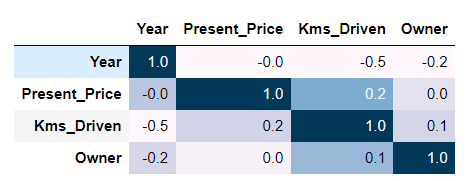 Year Present_Price Kms_Driven Owner
Year 1.0 -0.0 -0.5 -0.2
Present_Price -0.0 1.0 0.2 0.0
Kms_Driven -0.5 0.2 1.0 0.1
Owner -0.2 0.0 0.1 1.0